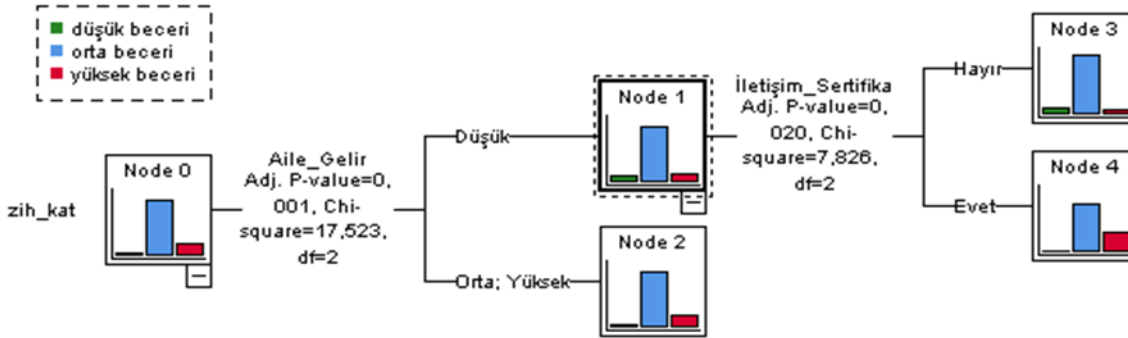 düşük beceri
orta beceri
yüksek beceri
zih_kat
Node 0
Aile_Gelir
Adj. P-value=0,
001, Chi-
square=17,523,
df=2
Düşük
Orta; Yüksek
Node 1
Node 2
İletişim_Sertifika
Adj. P-value=0,
020, Chi-
square=7,826,
df=2
Hayır
Evet
Node 3
Node 4